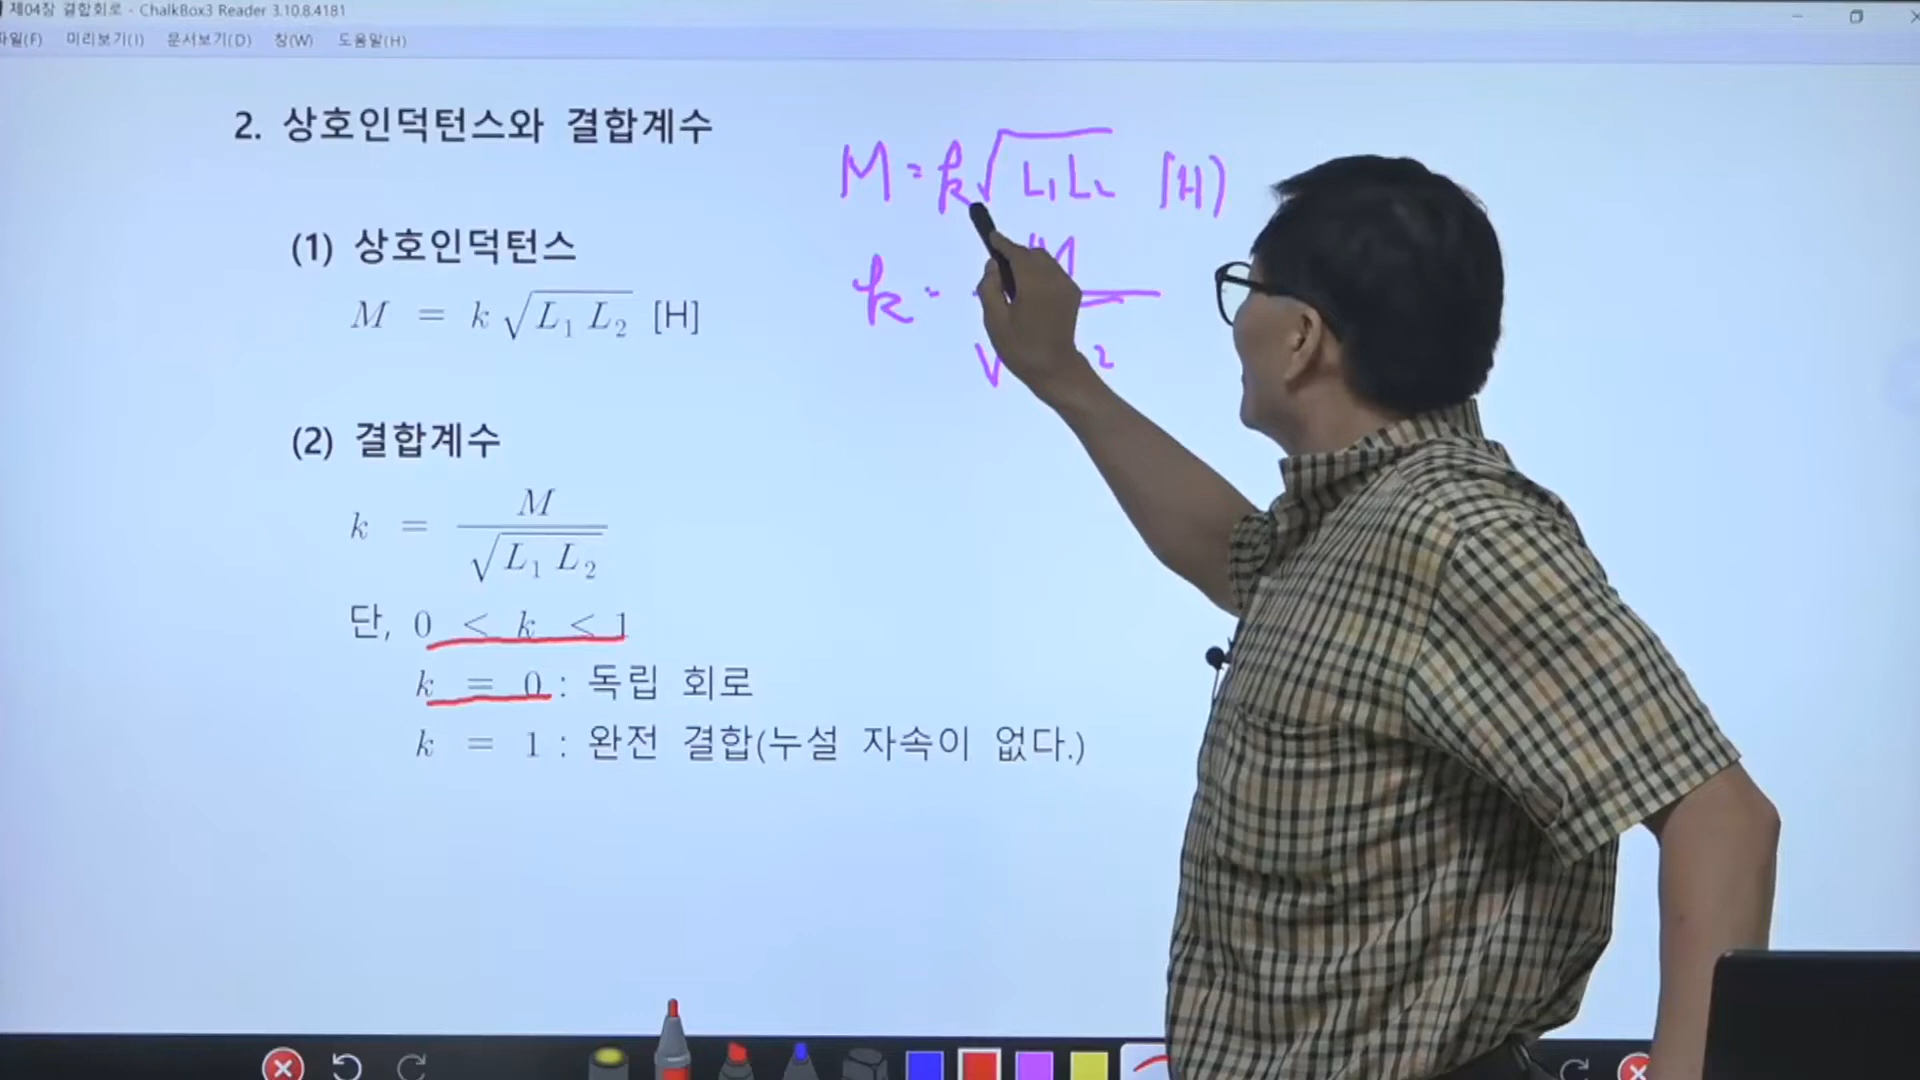 제04장 결합회로 - ChalkBox3 Reader 3.10.8.4181
파일(F) 미리보기(I) 문서보기(D) 창(W) 도움말(H)
2. 상호인덕턴스와 결합계수
(1) 상호인덕턴스
M = k √(L₁ L₂) [H]
(2) 결합계수
k = M / √(L₁ L₂)
단, 0 < k < 1
k = 0 : 독립 회로
k = 1 : 완전 결합(누설 자속이 없다.)
M = k √(L₁L₂) [H]
k = M / √ 2